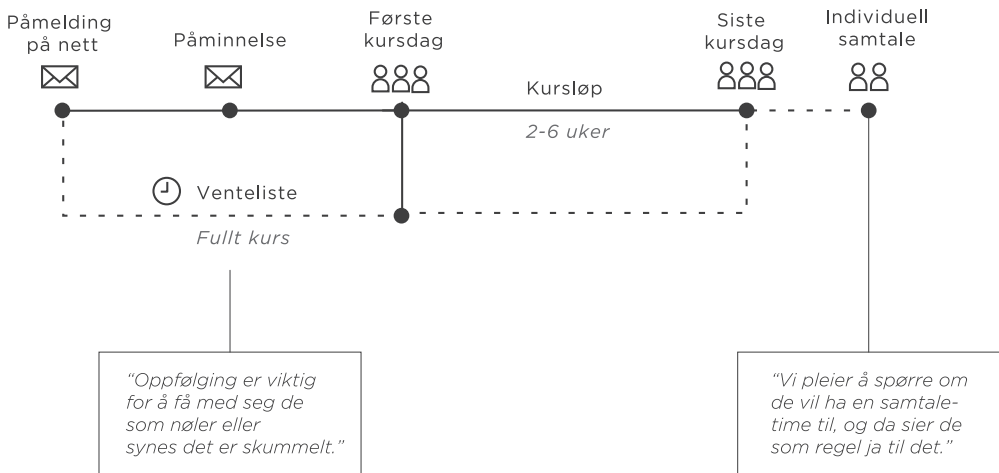 Påmelding
på nett
Påminnelse
Første
kursdag
Kursløp
2-6 uker
Siste
kursdag
Individuell
samtale
Venteliste
Fullt kurs
“Oppfølging er viktig
for å få med seg de
som nøler eller
synes det er skummelt.”
“Vi pleier å spørre om
de vil ha en samtale-
time til, og da sier de
som regel ja til det.”